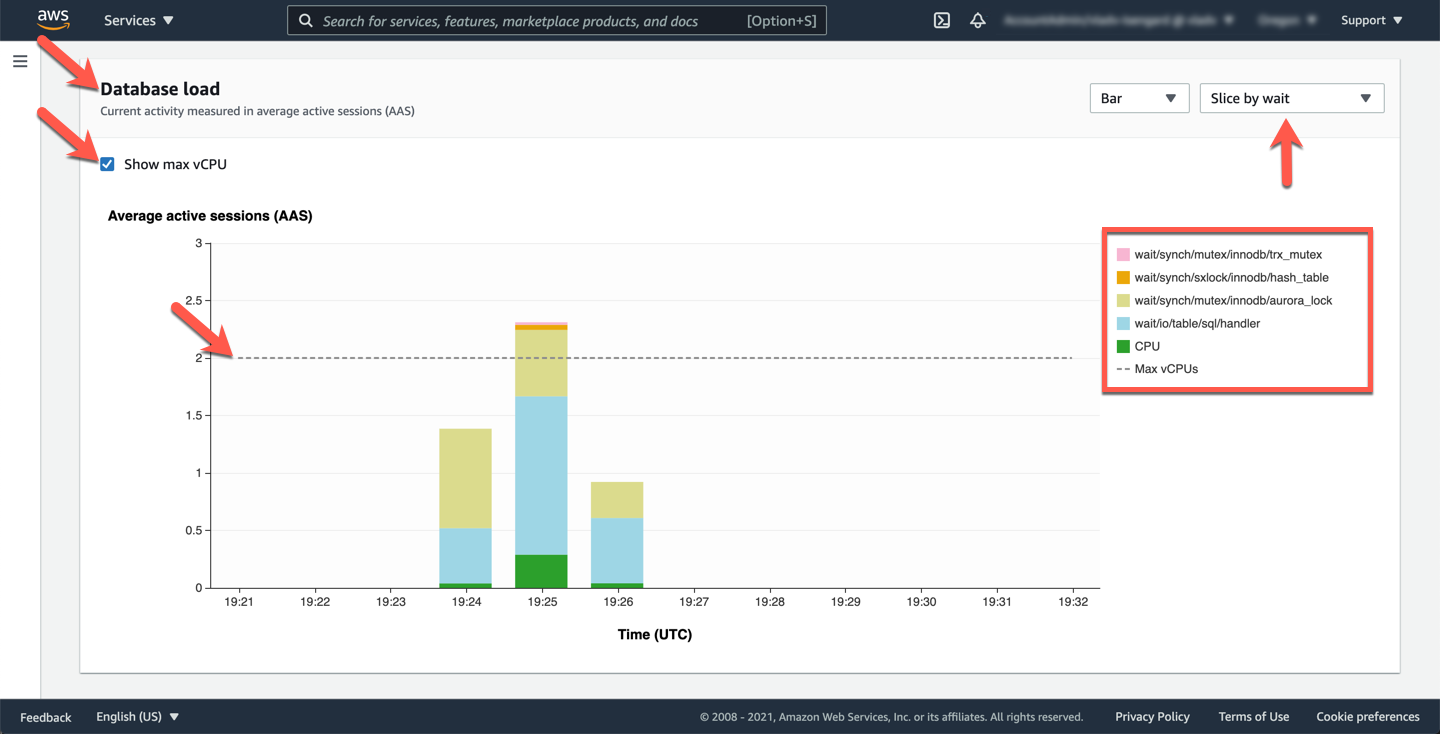 aws
Services
Search for services, features, marketplace products, and docs [Option+S]
Support
Database load
Current activity measured in average active sessions (AAS)
Bar
Slice by wait
Show max vCPU
Average active sessions (AAS)
3
2.5
2
1.5
1
0.5
0
19:21 19:22 19:23 19:24 19:25 19:26 19:27 19:28 19:29 19:30 19:31 19:32
Time (UTC)
wait/synch/mutex/innodb/trx_mutex
wait/synch/sxlock/innodb/hash_table
wait/synch/mutex/innodb/aurora_lock
wait/io/table/sql/handler
CPU
Max vCPUs
Feedback English (US) © 2008 - 2021, Amazon Web Services, Inc. or its affiliates. All rights reserved. Privacy Policy Terms of Use Cookie preferences